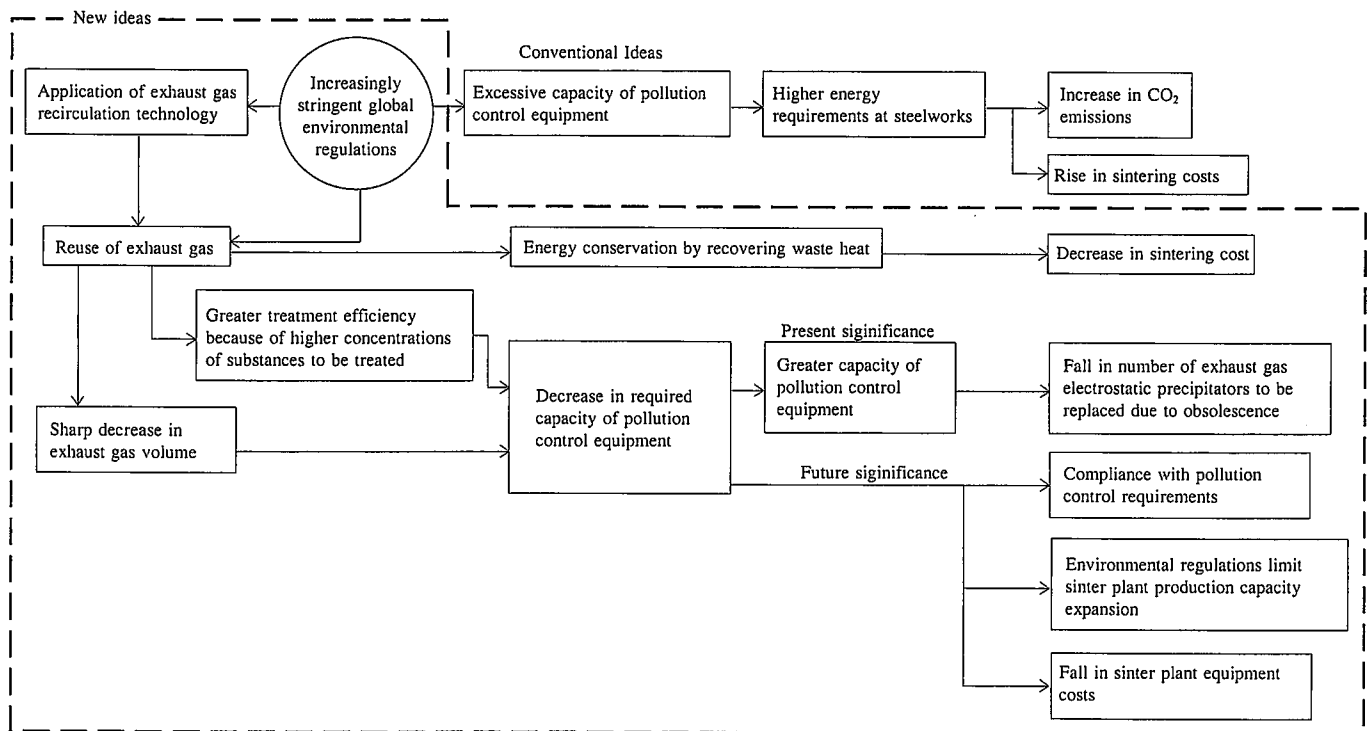 New ideas
Conventional Ideas
Application of exhaust gas
recirculation technology
Increasingly
stringent global
environmental
regulations
Excessive capacity of pollution
control equipment
Higher energy
requirements at steelworks
Increase in CO₂
emissions
Rise in sintering costs
Reuse of exhaust gas
Energy conservation by recovering waste heat
Decrease in sintering cost
Greater treatment efficiency
because of higher concentrations
of substances to be treated
Sharp decrease in
exhaust gas volume
Decrease in required
capacity of pollution
control equipment
Present siginificance
Greater capacity of
pollution control
equipment
Fall in number of exhaust gas
electrostatic precipitators to be
replaced due to obsolescence
Future siginificance
Compliance with pollution
control requirements
Environmental regulations limit
sinter plant production capacity
expansion
Fall in sinter plant equipment
costs